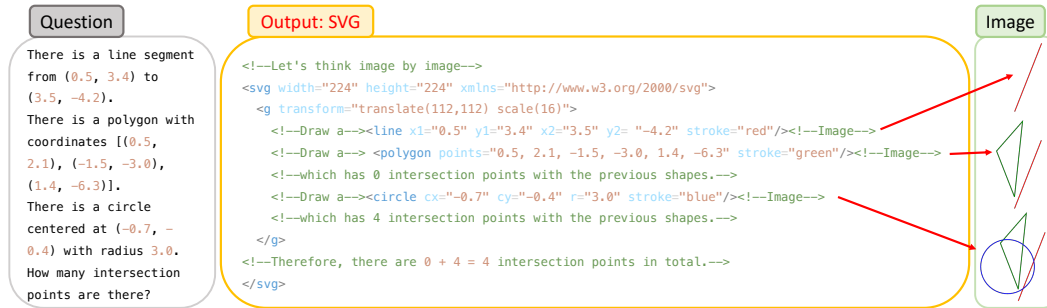 Question
There is a line segment
from (0.5, 3.4) to
(3.5, -4.2).
There is a polygon with
coordinates [(0.5,
2.1), (-1.5, -3.0),
(1.4, -6.3)].
There is a circle
centered at (-0.7, -
0.4) with radius 3.0.
How many intersection
points are there?
Output: SVG
<!--Let's think image by image-->
<svg width="224" height="224" xmlns="http://www.w3.org/2000/svg">
<g transform="translate(112,112) scale(16)">
<!--Draw a--><line x1="0.5" y1="3.4" x2="3.5" y2= "-4.2" stroke="red"/><!--Image-->
<!--Draw a--> <polygon points="0.5, 2.1, -1.5, -3.0, 1.4, -6.3" stroke="green"/><!--Image-->
<!--which has 0 intersection points with the previous shapes.-->
<!--Draw a--><circle cx="-0.7" cy="-0.4" r="3.0" stroke="blue"/><!--Image-->
<!--which has 4 intersection points with the previous shapes.-->
</g>
<!--Therefore, there are 0 + 4 = 4 intersection points in total.-->
</svg>
Image